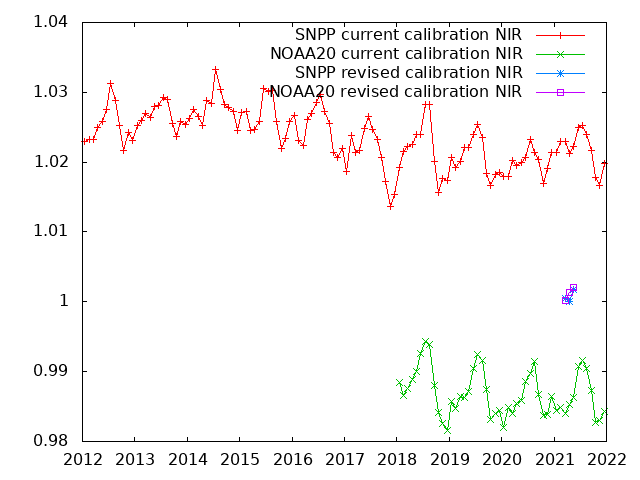 1.04
SNPP current calibration NIR
NOAA20 current calibration NIR
SNPP revised calibration NIR
NOAA20 revised calibration NIR
1.03
1.02
1.01
1
0.99
0.98
2012 2013 2014 2015 2016 2017 2018 2019 2020 2021 2022